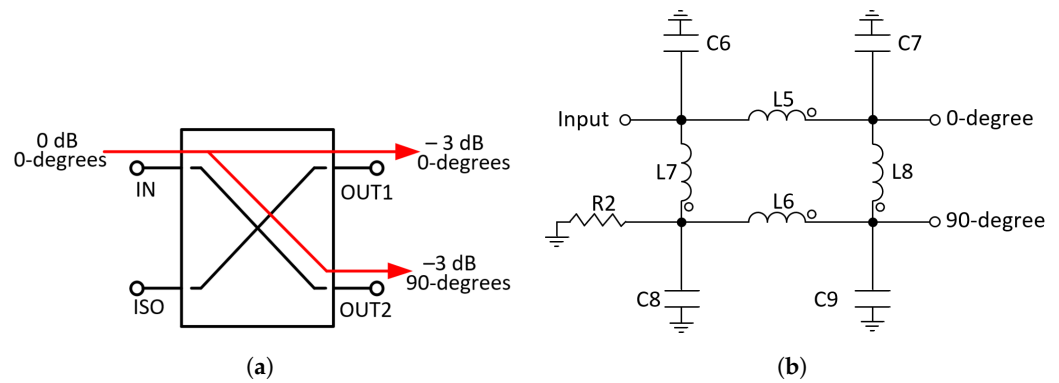 0 dB
0-degrees
IN
ISO
– 3 dB
0-degrees
OUT1
–3 dB
90-degrees
OUT2
(a)
C6
C7
Input
L5
0-degree
L7
L8
R2
L6
90-degree
C8
C9
(b)